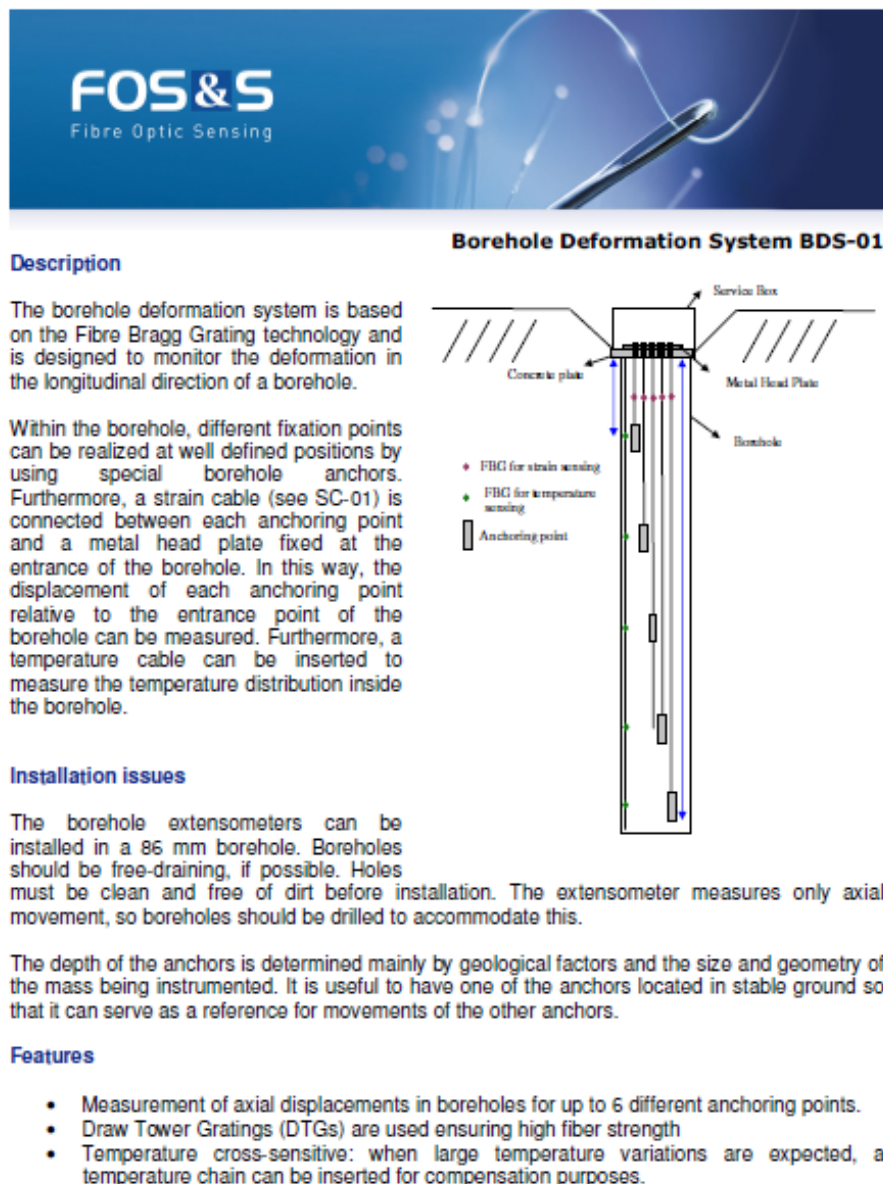 FOS&S
Fibre Optic Sensing
Borehole Deformation System BDS-01
Description
The borehole deformation system is based
on the Fibre Bragg Grating technology and
is designed to monitor the deformation in
the longitudinal direction of a borehole.
Within the borehole, different fixation points
can be realized at well defined positions by
using special borehole anchors.
Furthermore, a strain cable (see SC-01) is
connected between each anchoring point
and a metal head plate fixed at the
entrance of the borehole. In this way, the
displacement of each anchoring point
relative to the entrance point of the
borehole can be measured. Furthermore, a
temperature cable can be inserted to
measure the temperature distribution inside
the borehole.
Service Box
Concrete plate
Metal Head Plate
Borehole
FBG for strain sensing
FBG for temperature
sensing
Anchoring point
Installation issues
The borehole extensometers can be
installed in a 86 mm borehole. Boreholes
should be free-draining, if possible. Holes
must be clean and free of dirt before installation. The extensometer measures only axial
movement, so boreholes should be drilled to accommodate this.
The depth of the anchors is determined mainly by geological factors and the size and geometry of
the mass being instrumented. It is useful to have one of the anchors located in stable ground so
that it can serve as a reference for movements of the other anchors.
Features
• Measurement of axial displacements in boreholes for up to 6 different anchoring points.
• Draw Tower Gratings (DTGs) are used ensuring high fiber strength
• Temperature cross-sensitive: when large temperature variations are expected, a
temperature chain can be inserted for compensation purposes.